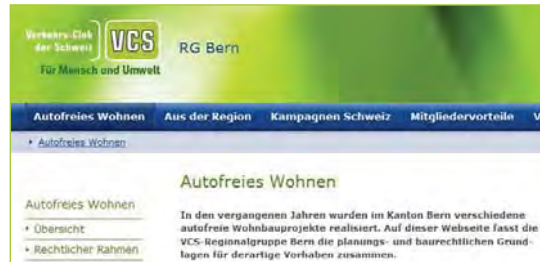 Verkehrs-Club
der Schweiz
VCS
RG Bern
Für Mensch und Umwelt
Autofreies Wohnen Aus der Region Kampagnen Schweiz Mitgliedervorteile V
Autofreies Wohnen
Autofreies Wohnen
Autofreies Wohnen
Übersicht
Rechtlicher Rahmen
In den vergangenen Jahren wurden im Kanton Bern verschiedene
autofreie Wohnbauprojekte realisiert. Auf dieser Webseite fasst die
VCS-Regionalgruppe Bern die planungs- und baurechtlichen Grund-
lagen für derartige Vorhaben zusammen.